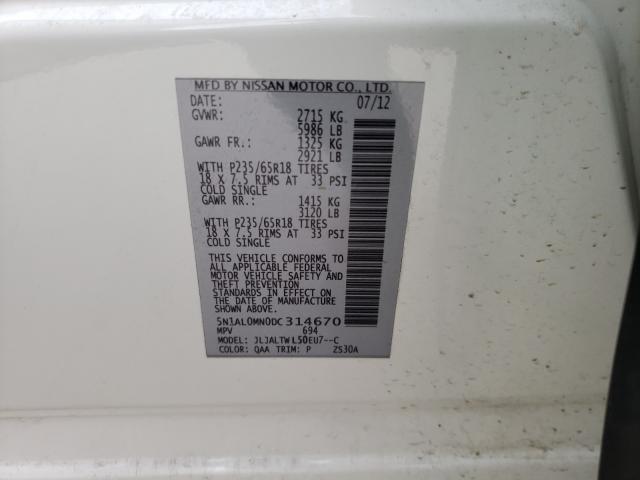 MFD BY NISSAN MOTOR CO., LTD.
DATE: 07/12
GVWR: 2715 KG
5986 LB
GAWR FR.: 1325 KG
2921 LB
WITH P235/65R18 TIRES
18 X 7.5 RIMS AT 33 PSI
COLD SINGLE
GAWR RR.: 1415 KG
3120 LB
WITH P235/65R18 TIRES
18 X 7.5 RIMS AT 33 PSI
COLD SINGLE
THIS VEHICLE CONFORMS TO
ALL APPLICABLE FEDERAL
MOTOR VEHICLE SAFETY AND
THEFT PREVENTION
STANDARDS IN EFFECT ON
THE DATE OF MANUFACTURE
SHOWN ABOVE.
5N1AL0MN0DC314670
MPV 694
MODEL: JLJALTWL50EU7--C
COLOR: QAA TRIM: P ZS30A